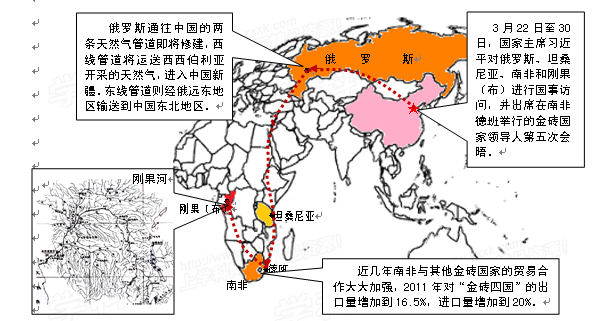 俄罗斯通往中国的两
条天然气管道即将修建，西
线管道将运送西西伯利亚
开采的天然气，进入中国新
疆．东线管道则经俄远东地
区输送到中国东北地区．
3月22日至30
日，国家主席习近
平对俄罗斯、坦桑
尼亚、南非和刚果
（布）进行国事访
问，并出席在南非
德班举行的金砖国
家领导人第五次会
晤．
俄罗斯
刚果河
刚果（布
坦桑尼亚
德班
南非
近几年南非与其他金砖国家的贸易合
作大大加强，2011年对“金砖四国”的出
口量增加到16.5%，进口量增加到20%．